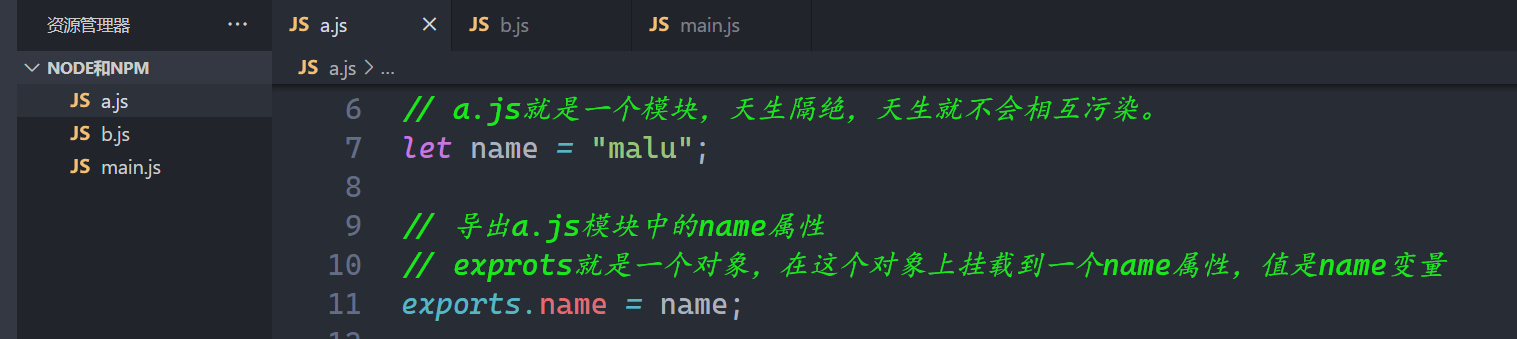 资源管理器 ···
JS a.js × JS b.js JS main.js
NODE和NPM
JS a.js > ...
JS a.js
JS b.js
JS main.js
6 // a.js就是一个模块，天生隔绝，天生就不会相互污染。
7 let name = "malu";
8
9 // 导出a.js模块中的name属性
10 // exprots就是一个对象，在这个对象上挂载到一个name属性，值是name变量
11 exports.name = name;